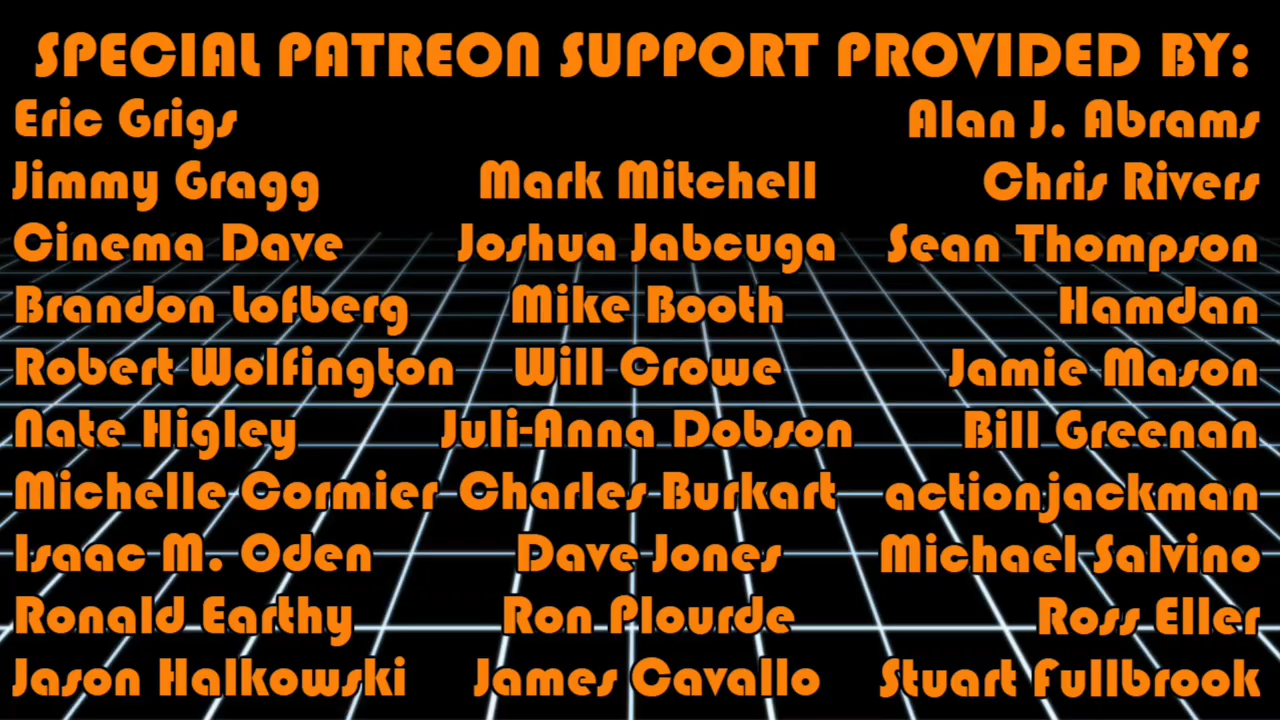 SPECIAL PATREON SUPPORT PROVIDED BY:
Eric Grigs
Jimmy Gragg
Cinema Dave
Brandon Lofberg
Robert Wolfington
Nate Higley
Michelle Cormier
Isaac M. Oden
Ronald Earthy
Jason Halkowski
Mark Mitchell
Joshua Jabcuga
Mike Booth
Will Crowe
Juli-Anna Dobson
Charles Burkart
Dave Jones
Ron Plourde
James Cavallo
Alan J. Abrams
Chris Rivers
Sean Thompson
Hamdan
Jamie Mason
Bill Greenan
actionjackman
Michael Salvino
Ross Eller
Stuart Fullbrook